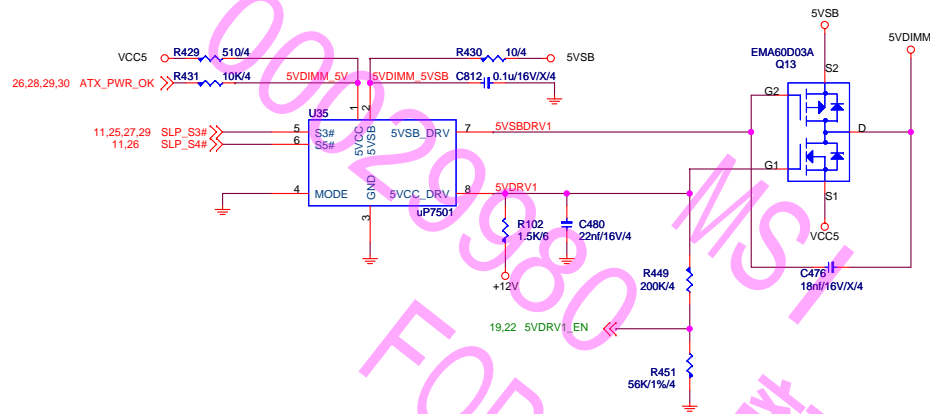 5VSB
5VDIMM
VCC5
R429
510/4
R430
10/4
5VSB
EMA60D03A
Q13
26,28,29,30 ATX_PWR_OK
R431
10K/4
5VDIMM_5V
5VDIMM_5VSB
C812
0.1u/16V/X/4
S2
G2
D
G1
S1
VCC5
U35
1
2
5VCC
5VSB
11,25,27,29 SLP_S3#
5
S3#
5VSB_DRV
7
5VSBDRV1
11,26 SLP_S4#
6
S5#
4
MODE
GND
3
5VCC_DRV
8
5VDRV1
uP7501
R102
1.5K/6
+12V
C480
22nf/16V/4
R449
200K/4
C476
18nf/16V/X/4
19,22 5VDRV1_EN
R451
56K/1%/4
00029980
MSI
FOR